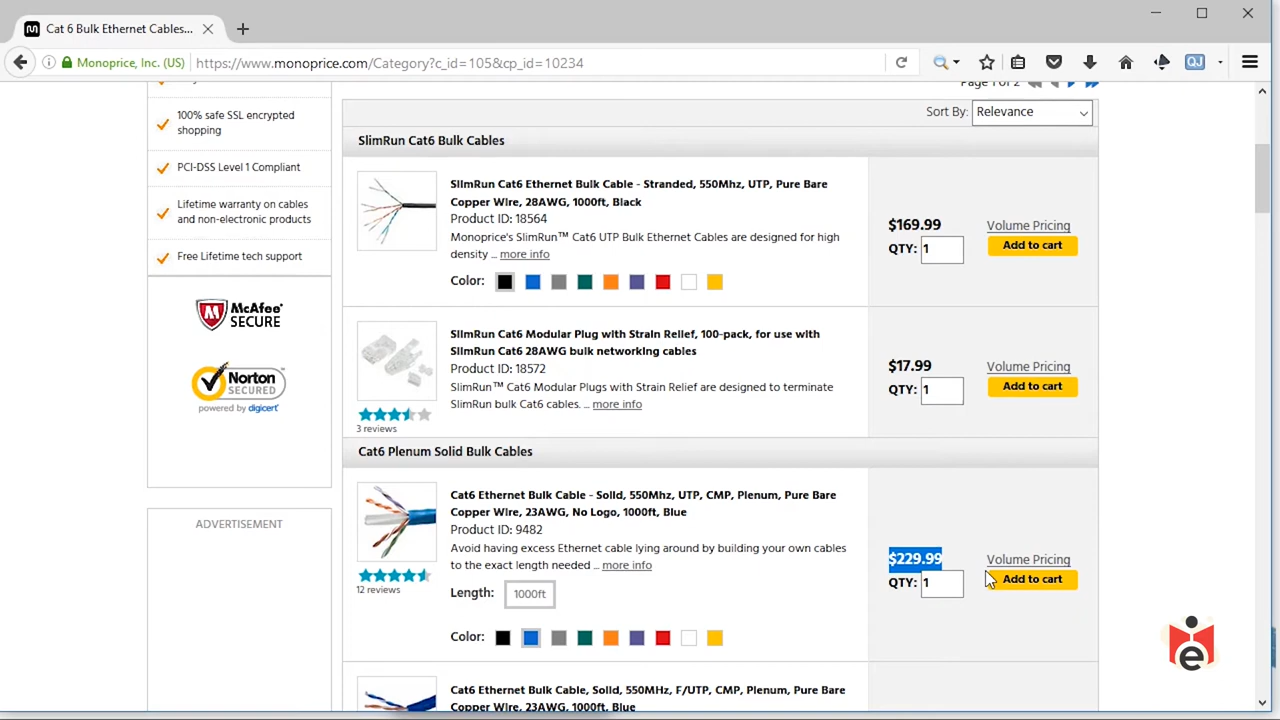 Cat 6 Bulk Ethernet Cables...
Monoprice, Inc. (US)
https://www.monoprice.com/Category?c_id=105&cp_id=10234
QJ
Page 1 of 2
Sort By: Relevance
100% safe SSL encrypted
shopping
PCI-DSS Level 1 Compliant
Lifetime warranty on cables
and non-electronic products
Free Lifetime tech support
McAfee
SECURE
Norton
SECURED
powered by digicert
ADVERTISEMENT
SlimRun Cat6 Bulk Cables
SlimRun Cat6 Ethernet Bulk Cable - Stranded, 550Mhz, UTP, Pure Bare
Copper Wire, 28AWG, 1000ft, Black
Product ID: 18564
Monoprice's SlimRun™ Cat6 UTP Bulk Ethernet Cables are designed for high
density ... more info
Color:
$169.99
Volume Pricing
QTY: 1
Add to cart
SlimRun Cat6 Modular Plug with Strain Relief, 100-pack, for use with
SlimRun Cat6 28AWG bulk networking cables
Product ID: 18572
SlimRun™ Cat6 Modular Plugs with Strain Relief are designed to terminate
SlimRun bulk Cat6 cables. ... more info
3 reviews
$17.99
Volume Pricing
QTY: 1
Add to cart
Cat6 Plenum Solid Bulk Cables
Cat6 Ethernet Bulk Cable - Solid, 550Mhz, UTP, CMP, Plenum, Pure Bare
Copper Wire, 23AWG, No Logo, 1000ft, Blue
Product ID: 9482
Avoid having excess Ethernet cable lying around by building your own cables
to the exact length needed ... more info
12 reviews
Length: 1000ft
Color:
$229.99
Volume Pricing
QTY: 1
Add to cart
Cat6 Ethernet Bulk Cable, Solid, 550MHz, F/UTP, CMP, Plenum, Pure Bare
Copper Wire, 23AWG, 1000ft, Blue
e